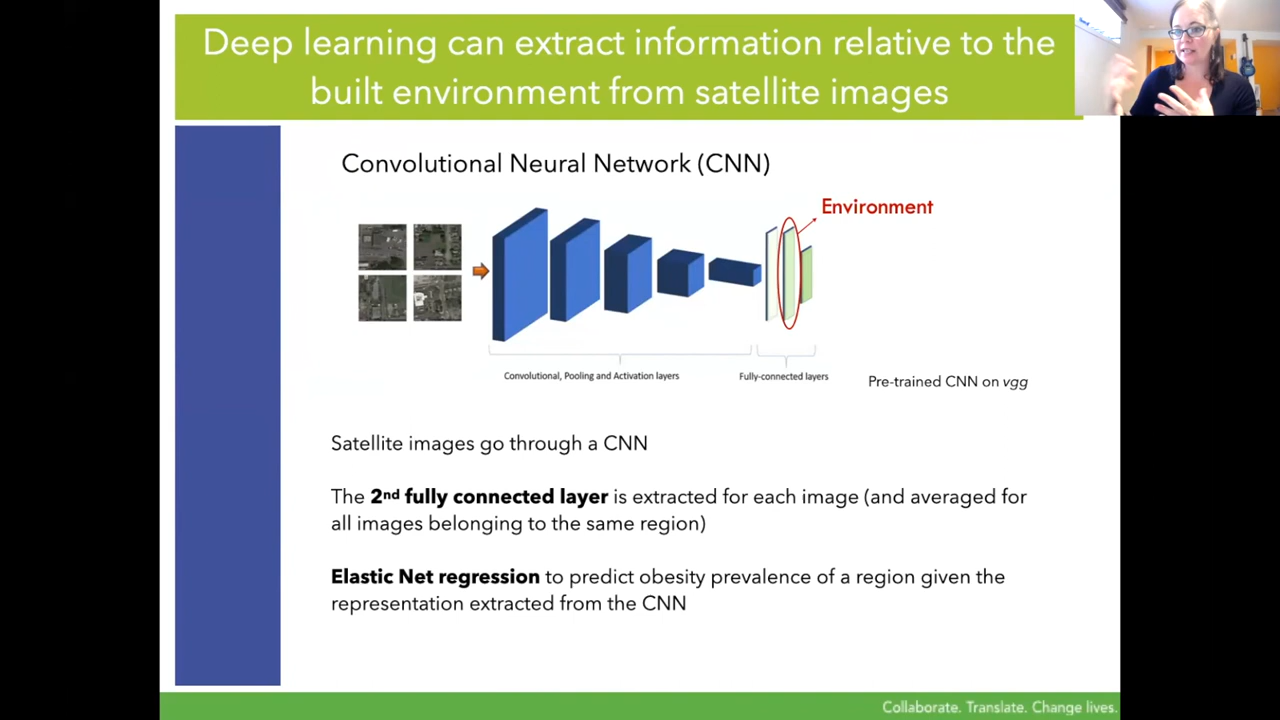 Deep learning can extract information relative to the
built environment from satellite images
Convolutional Neural Network (CNN)
Environment
Convolutional, Pooling and Activation layers
Fully-connected layers
Pre-trained CNN on vgg
Satellite images go through a CNN
The 2nd fully connected layer is extracted for each image (and averaged for
all images belonging to the same region)
Elastic Net regression to predict obesity prevalence of a region given the
representation extracted from the CNN
Collaborate. Translate. Change lives.